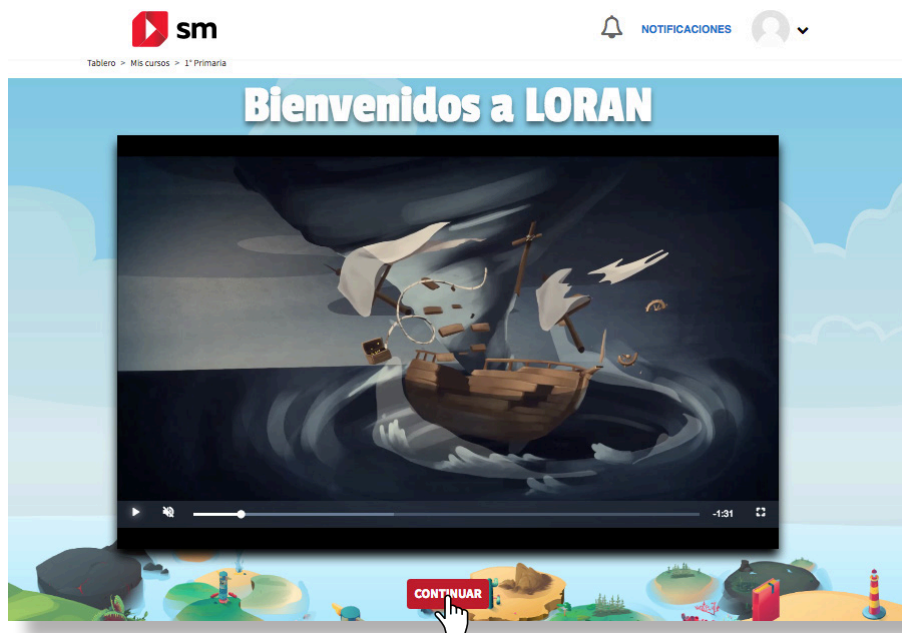 sm
NOTIFICACIONES
Tablero > Mis cursos > 1° Primaria
Bienvenidos a LORAN
-1:31
CONTINUAR